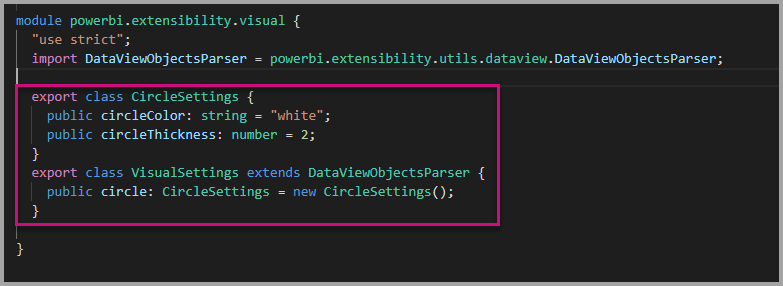 module powerbi.extensibility.visual {
"use strict";
import DataViewObjectsParser = powerbi.extensibility.utils.dataview.DataViewObjectsParser;
export class CircleSettings {
public circleColor: string = "white";
public circleThickness: number = 2;
}
export class VisualSettings extends DataViewObjectsParser {
public circle: CircleSettings = new CircleSettings();
}
}